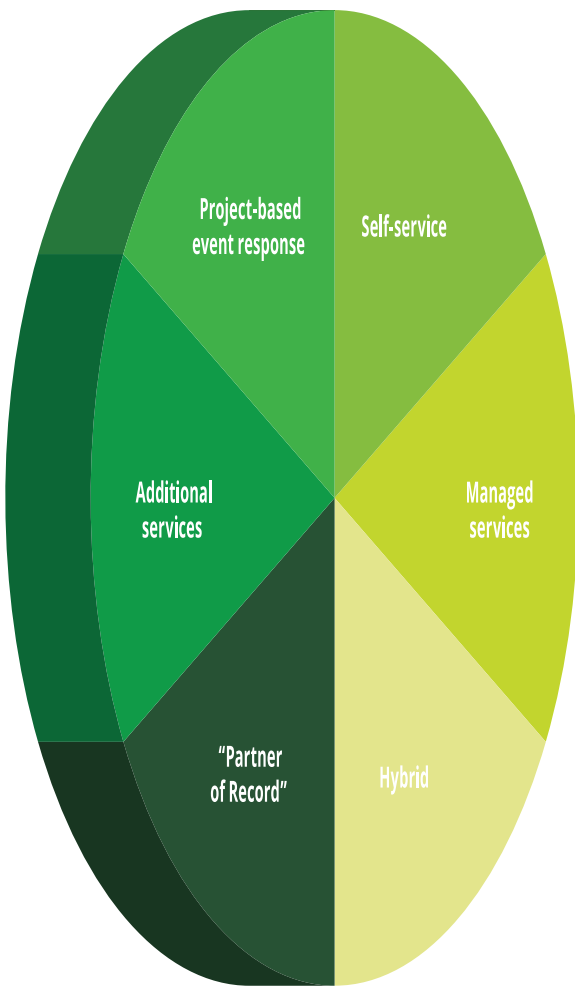 Project-based
event response
Self-service
Additional
services
Managed
services
“Partner
of Record”
Hybrid